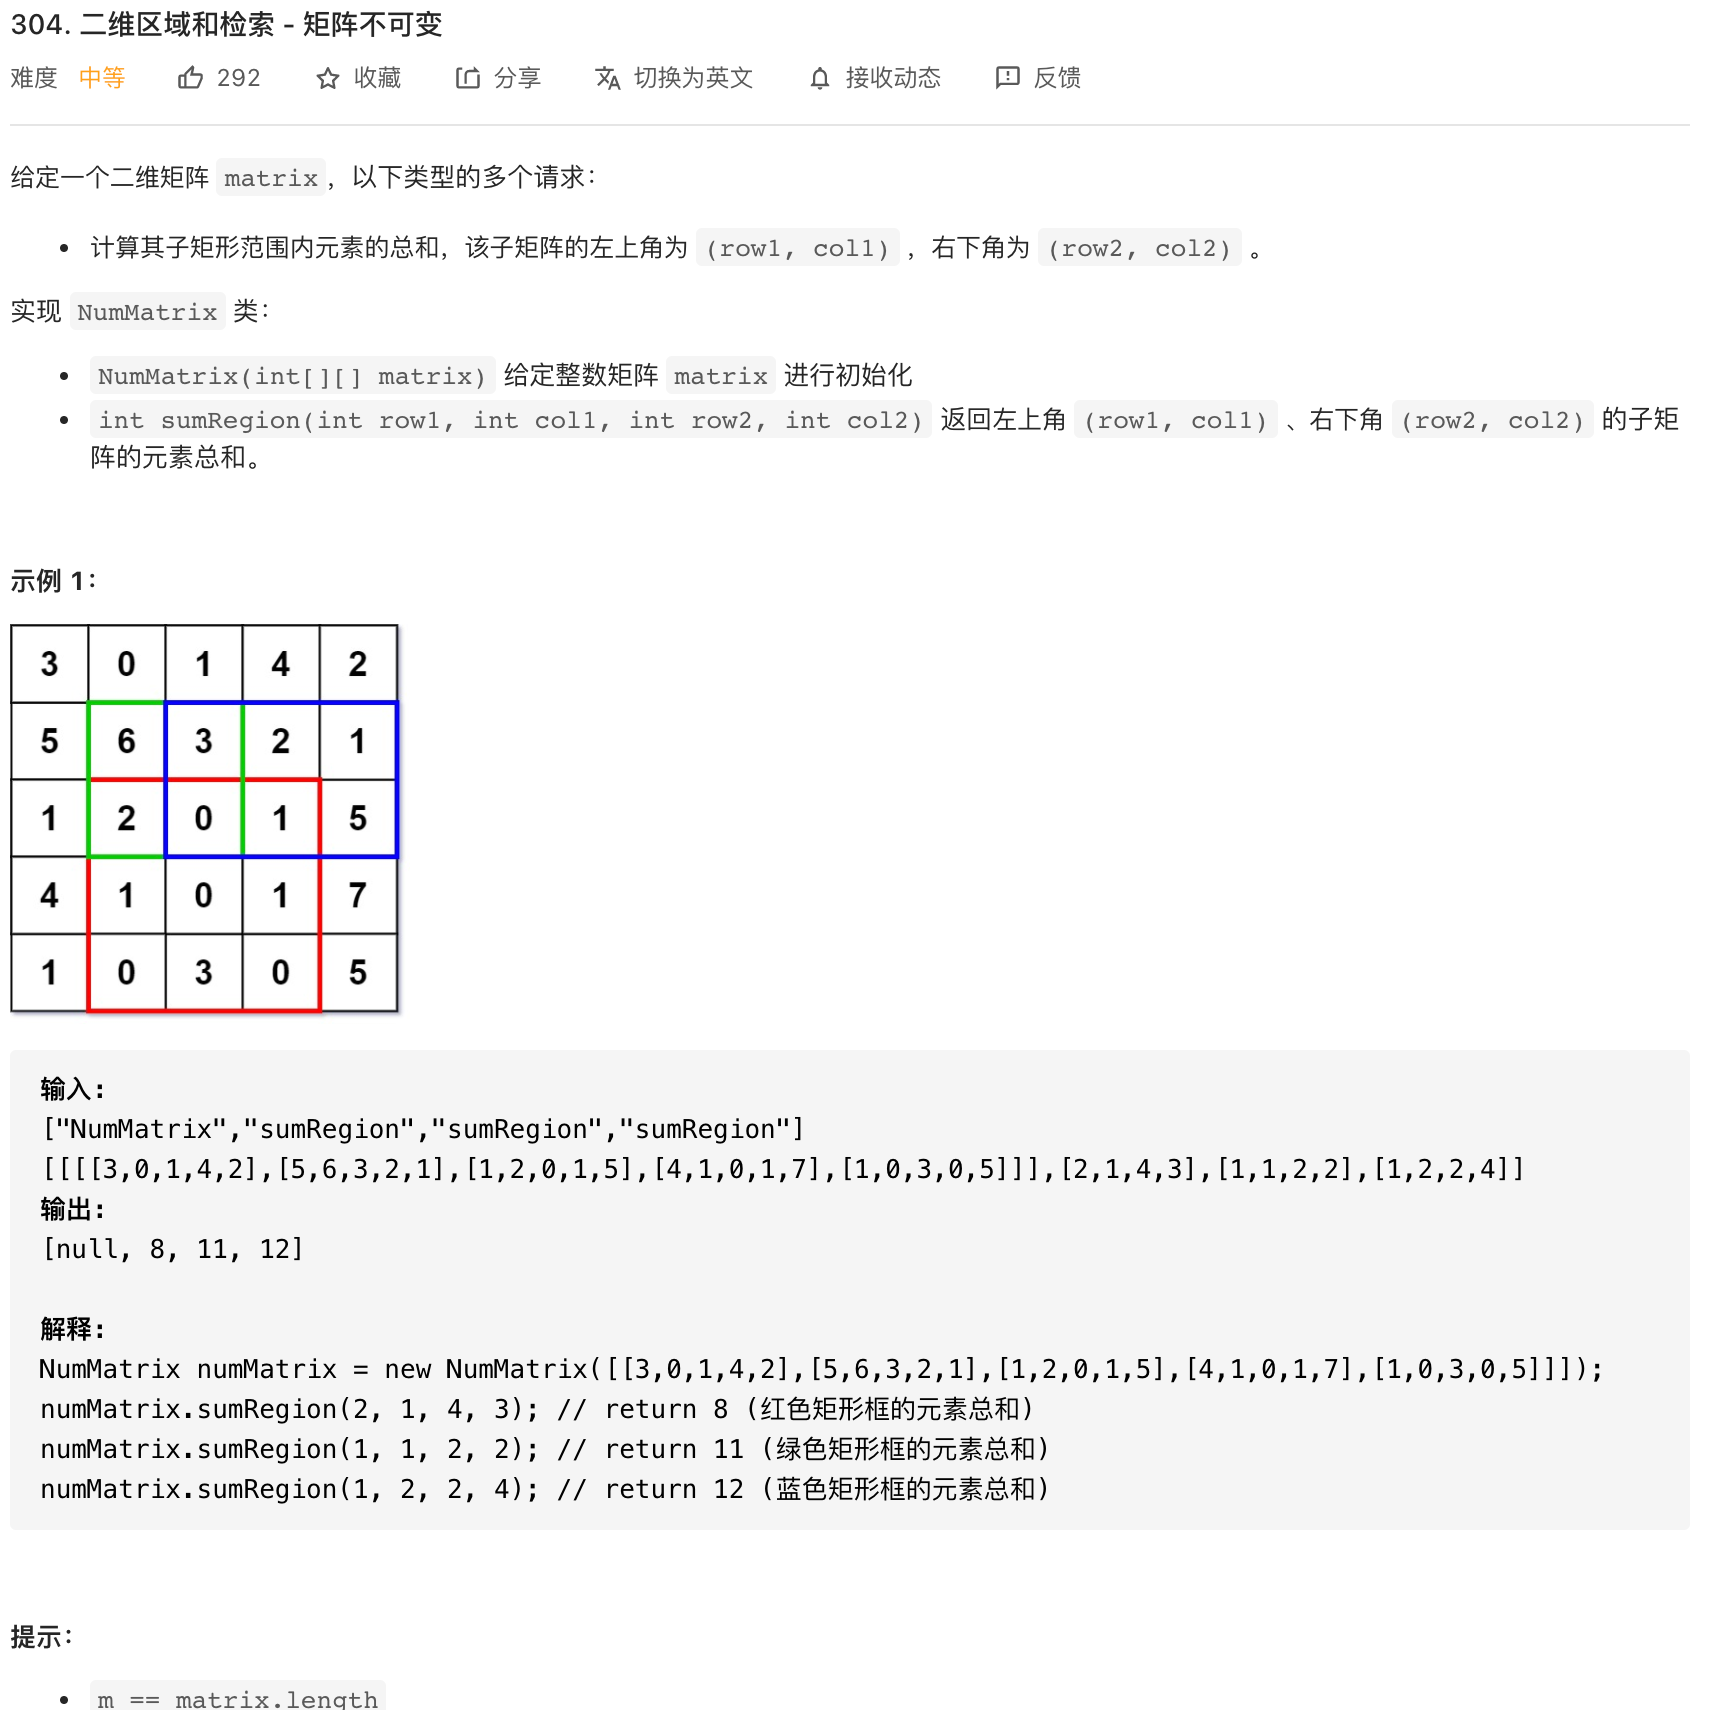 304. 二维区域和检索 - 矩阵不可变
难度 中等 292 收藏 分享 切换为英文 接收动态 反馈
给定一个二维矩阵 matrix，以下类型的多个请求：
• 计算其子矩形范围内元素的总和，该子矩阵的左上角为 (row1, col1) ，右下角为 (row2, col2) 。
实现 NumMatrix 类：
• NumMatrix(int[][] matrix) 给定整数矩阵 matrix 进行初始化
• int sumRegion(int row1, int col1, int row2, int col2) 返回左上角 (row1, col1) 、右下角 (row2, col2) 的子矩
阵的元素总和。
示例 1：
3 0 1 4 2
5 6 3 2 1
1 2 0 1 5
4 1 0 1 7
1 0 3 0 5
输入:
["NumMatrix","sumRegion","sumRegion","sumRegion"]
[[[[3,0,1,4,2],[5,6,3,2,1],[1,2,0,1,5],[4,1,0,1,7],[1,0,3,0,5]]],[2,1,4,3],[1,1,2,2],[1,2,2,4]]
输出:
[null, 8, 11, 12]
解释:
NumMatrix numMatrix = new NumMatrix([[3,0,1,4,2],[5,6,3,2,1],[1,2,0,1,5],[4,1,0,1,7],[1,0,3,0,5]]]);
numMatrix.sumRegion(2, 1, 4, 3); // return 8 (红色矩形框的元素总和)
numMatrix.sumRegion(1, 1, 2, 2); // return 11 (绿色矩形框的元素总和)
numMatrix.sumRegion(1, 2, 2, 4); // return 12 (蓝色矩形框的元素总和)
提示：
• m == matrix.length